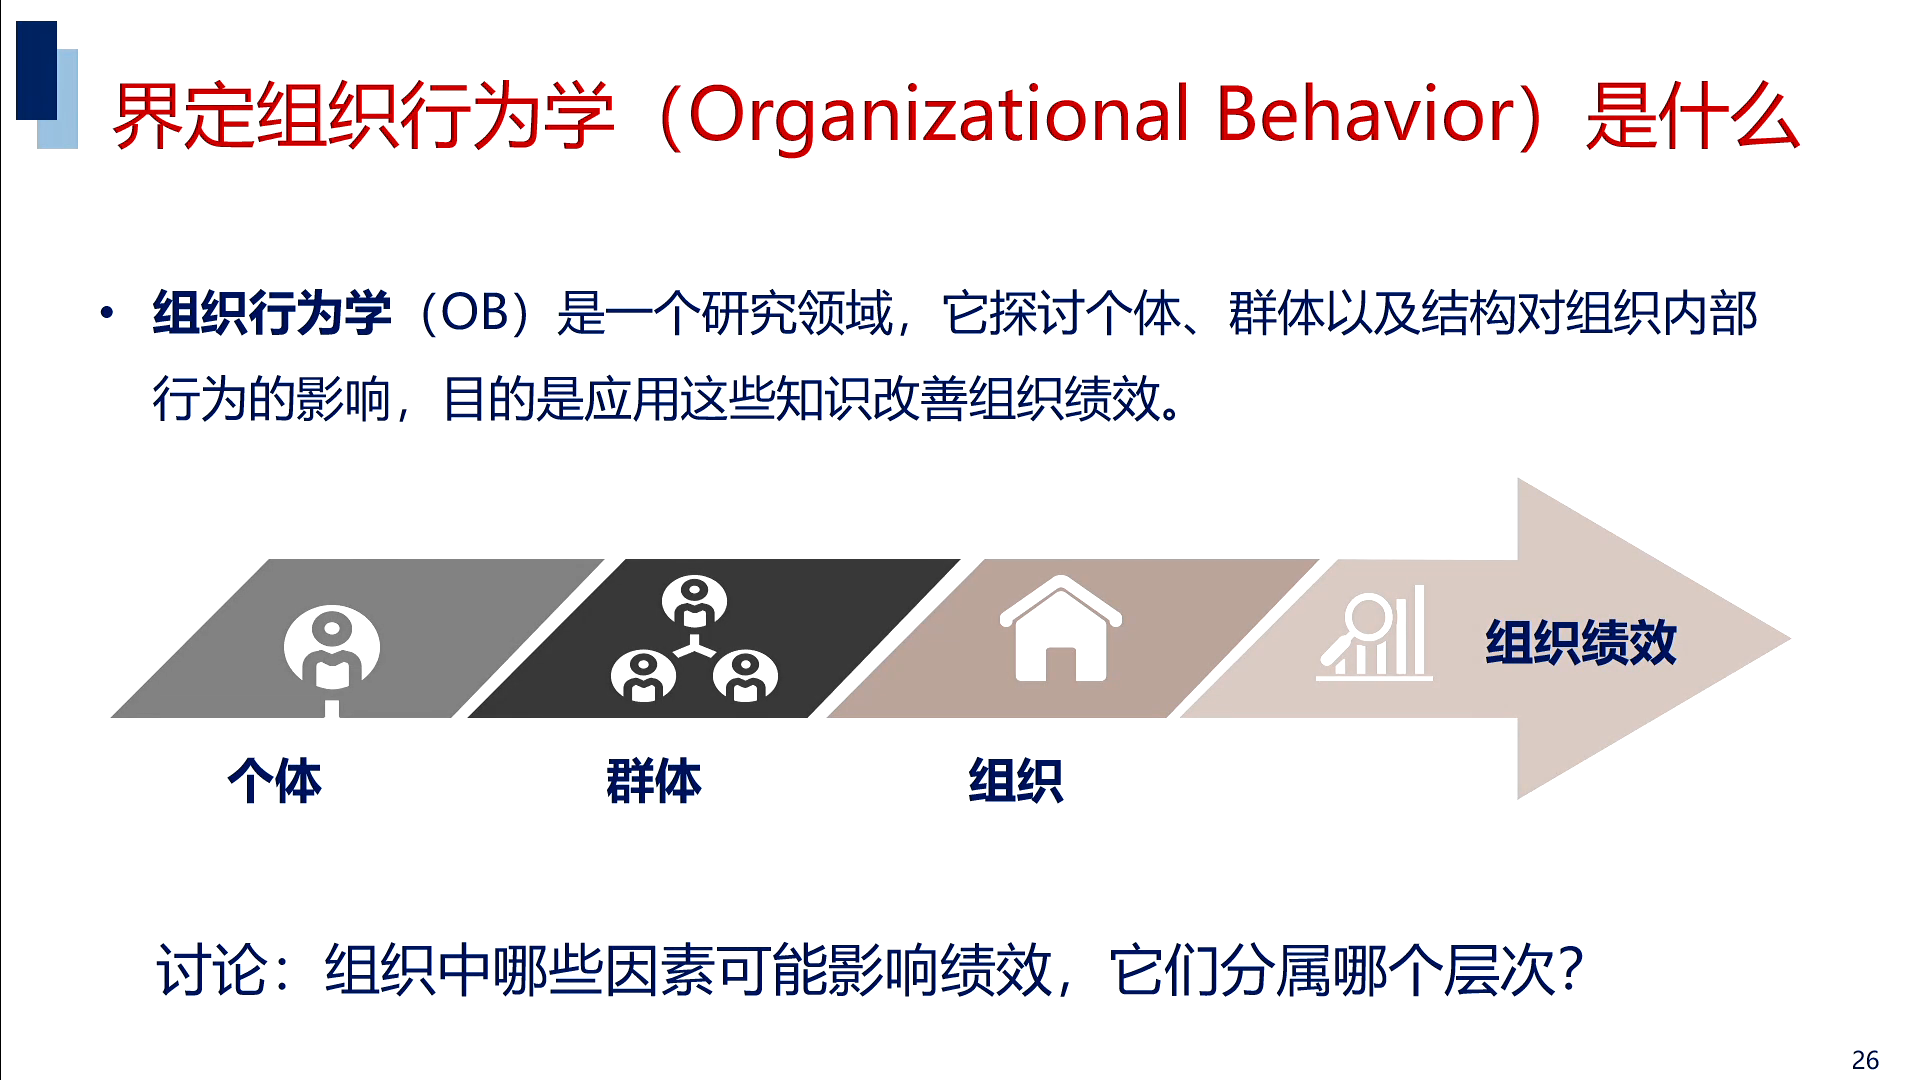 界定组织行为学（Organizational Behavior）是什么
• 组织行为学（OB）是一个研究领域，它探讨个体、群体以及结构对组织内部
行为的影响，目的是应用这些知识改善组织绩效。
组织绩效
个体
群体
组织
讨论：组织中哪些因素可能影响绩效，它们分属哪个层次？
26